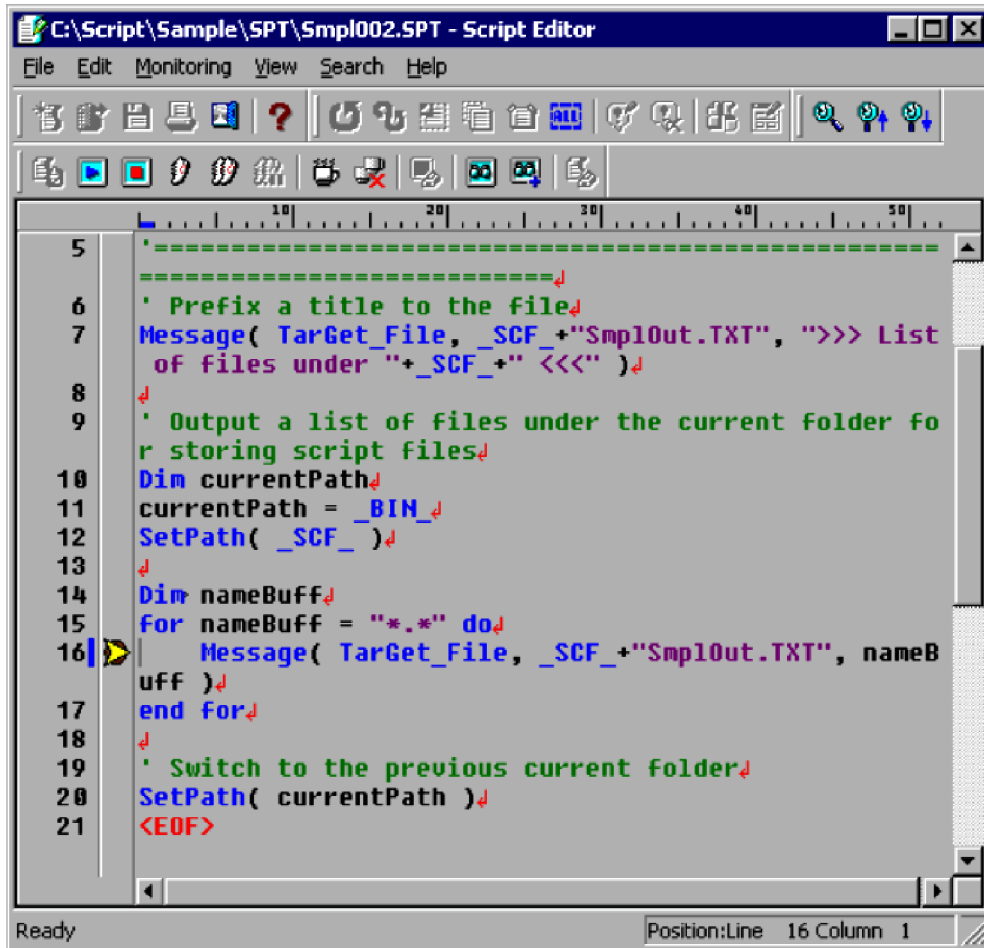 C:\Script\Sample\SPT\Smpl002.SPT - Script Editor
File Edit Monitoring View Search Help
ALL
10 20 30 40 50
5 '===================================================
===========================
6 ' Prefix a title to the file
7 Message( TarGet_File, _SCF_+"SmplOut.TXT", ">>> List
of files under "+_SCF_+" <<<" )
8
9 ' Output a list of files under the current folder fo
r storing script files
10 Dim currentPath
11 currentPath = _BIN_
12 SetPath( _SCF_ )
13
14 Dim nameBuff
15 for nameBuff = "*.*" do
16 Message( TarGet_File, _SCF_+"SmplOut.TXT", nameB
uff )
17 end for
18
19 ' Switch to the previous current folder
20 SetPath( currentPath )
21 <EOF>
Ready Position:Line 16 Column 1